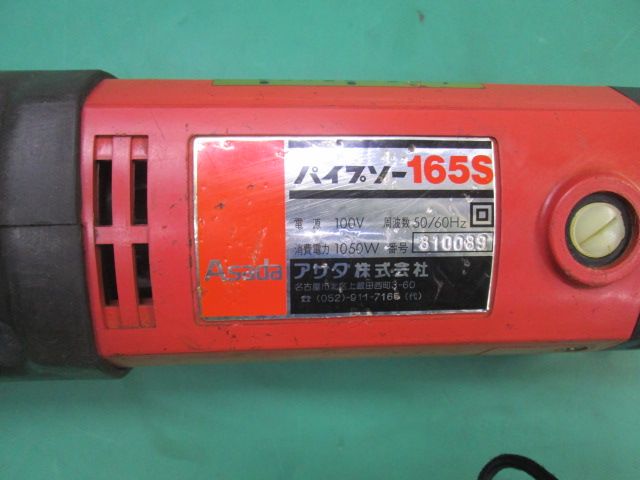 パイプソー165S
電源 100V 周波数 50/60Hz
消費電力 1050W 番号 810089
Asada アサダ株式会社
名古屋市北区上飯田西町3-60
☎(052)-911-7165(代)